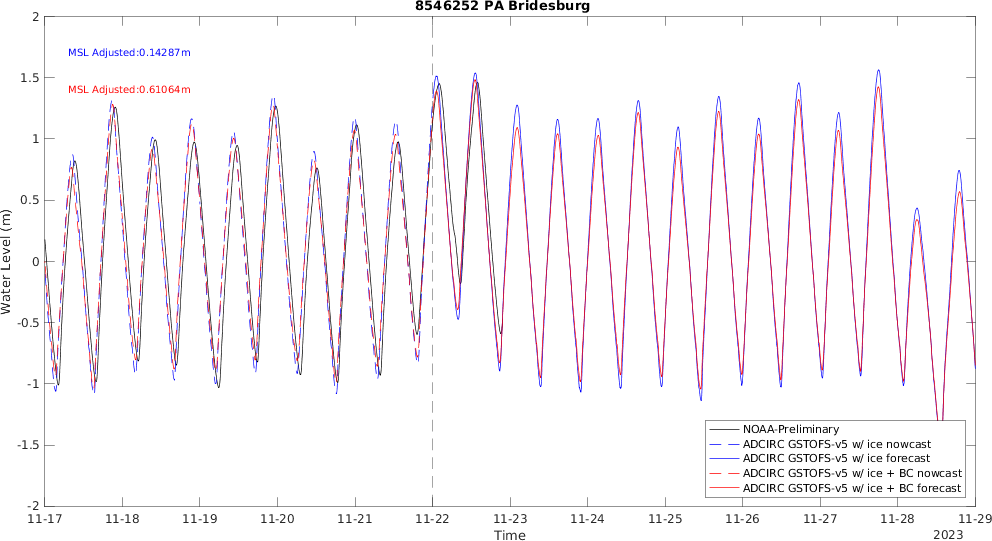 8546252 PA Bridesburg
MSL Adjusted:0.14287m
MSL Adjusted:0.61064m
Water Level (m)
2
1.5
1
0.5
0
-0.5
-1
-1.5
-2
NOAA-Preliminary
ADCIRC GSTOFS-v5 w/ ice nowcast
ADCIRC GSTOFS-v5 w/ ice forecast
ADCIRC GSTOFS-v5 w/ ice + BC nowcast
ADCIRC GSTOFS-v5 w/ ice + BC forecast
11-17 11-18 11-19 11-20 11-21 11-22 11-23 11-24 11-25 11-26 11-27 11-28 11-29
Time
2023